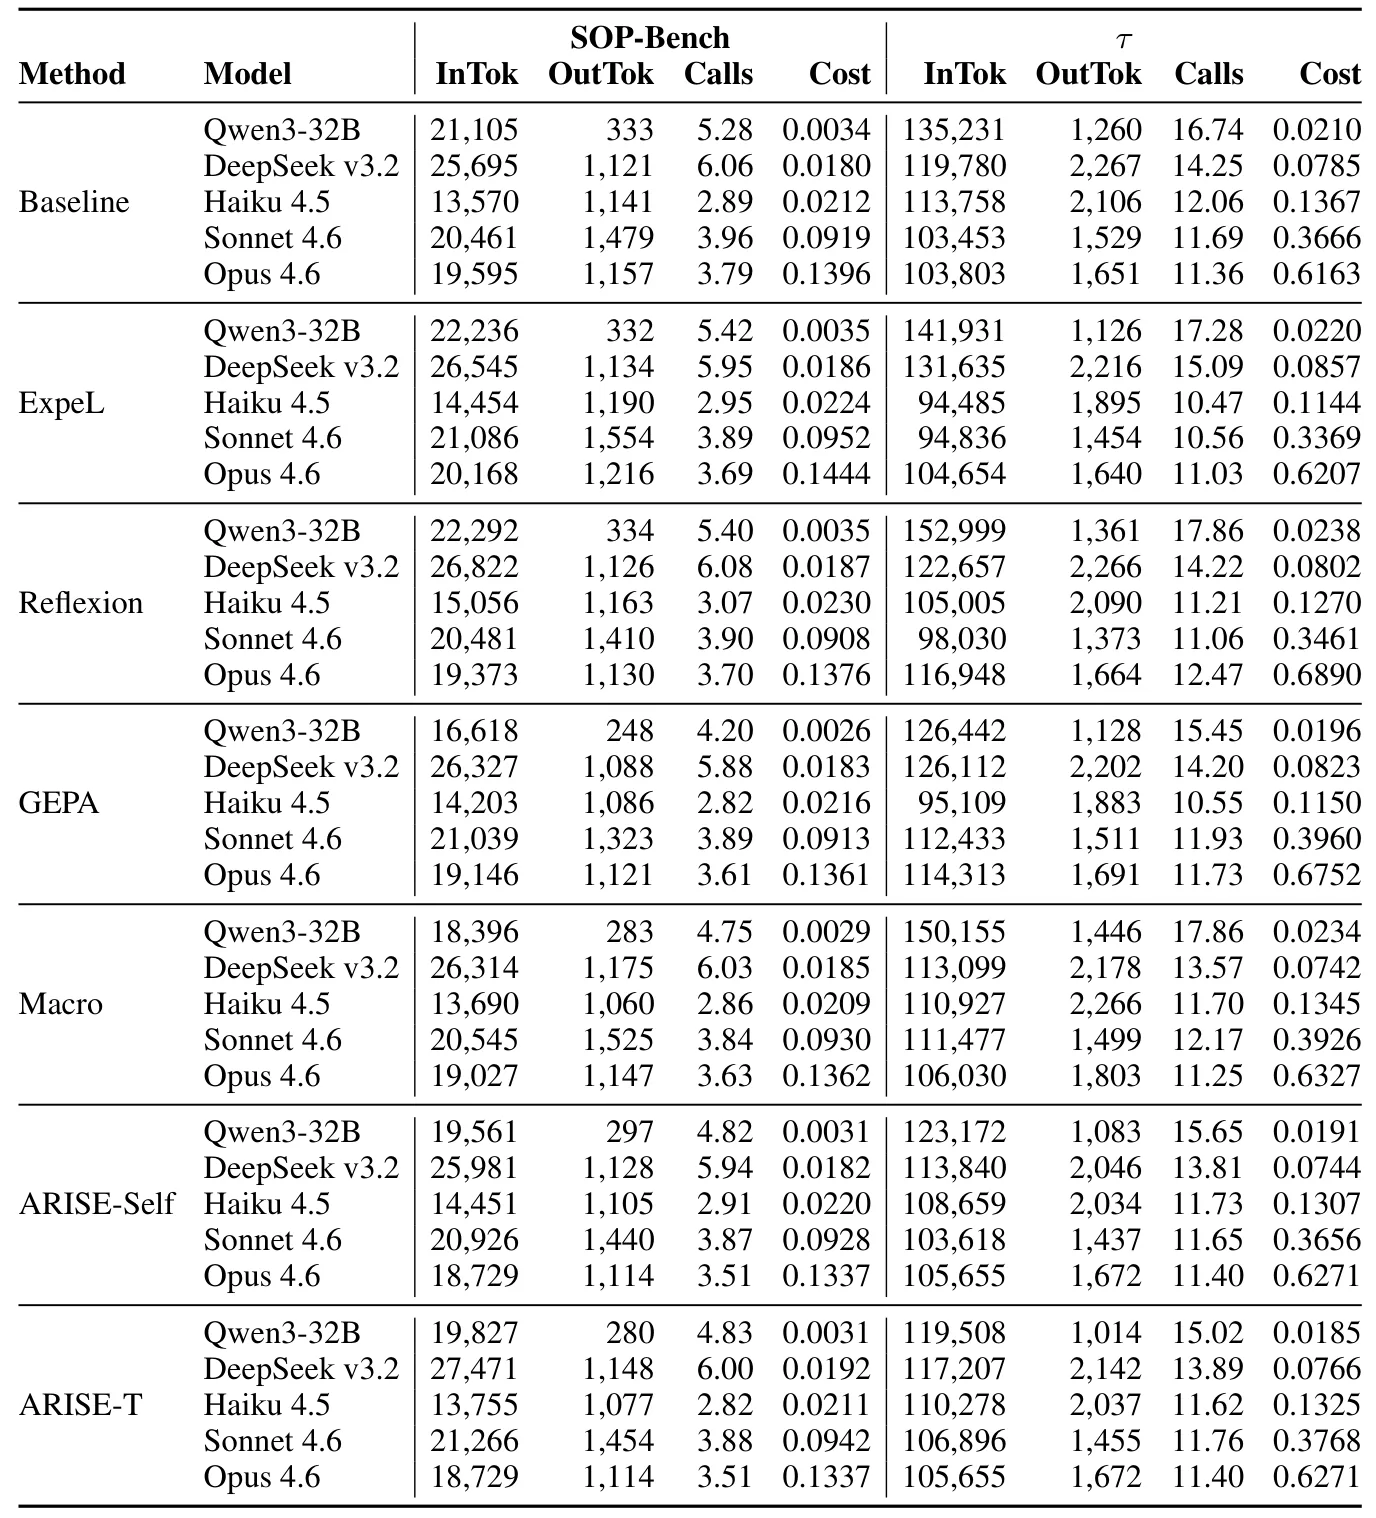 SOP-Bench τ
Method Model InTok OutTok Calls Cost InTok OutTok Calls Cost
Qwen3-32B 21,105 333 5.28 0.0034 135,231 1,260 16.74 0.0210
DeepSeek v3.2 25,695 1,121 6.06 0.0180 119,780 2,267 14.25 0.0785
Baseline Haiku 4.5 13,570 1,141 2.89 0.0212 113,758 2,106 12.06 0.1367
Sonnet 4.6 20,461 1,479 3.96 0.0919 103,453 1,529 11.69 0.3666
Opus 4.6 19,595 1,157 3.79 0.1396 103,803 1,651 11.36 0.6163
Qwen3-32B 22,236 332 5.42 0.0035 141,931 1,126 17.28 0.0220
DeepSeek v3.2 26,545 1,134 5.95 0.0186 131,635 2,216 15.09 0.0857
ExpeL Haiku 4.5 14,454 1,190 2.95 0.0224 94,485 1,895 10.47 0.1144
Sonnet 4.6 21,086 1,554 3.89 0.0952 94,836 1,454 10.56 0.3369
Opus 4.6 20,168 1,216 3.69 0.1444 104,654 1,640 11.03 0.6207
Qwen3-32B 22,292 334 5.40 0.0035 152,999 1,361 17.86 0.0238
DeepSeek v3.2 26,822 1,126 6.08 0.0187 122,657 2,266 14.22 0.0802
Reflexion Haiku 4.5 15,056 1,163 3.07 0.0230 105,005 2,090 11.21 0.1270
Sonnet 4.6 20,481 1,410 3.90 0.0908 98,030 1,373 11.06 0.3461
Opus 4.6 19,373 1,130 3.70 0.1376 116,948 1,664 12.47 0.6890
Qwen3-32B 16,618 248 4.20 0.0026 126,442 1,128 15.45 0.0196
DeepSeek v3.2 26,327 1,088 5.88 0.0183 126,112 2,202 14.20 0.0823
GEPA Haiku 4.5 14,203 1,086 2.82 0.0216 95,109 1,883 10.55 0.1150
Sonnet 4.6 21,039 1,323 3.89 0.0913 112,433 1,511 11.93 0.3960
Opus 4.6 19,146 1,121 3.61 0.1361 114,313 1,691 11.73 0.6752
Qwen3-32B 18,396 283 4.75 0.0029 150,155 1,446 17.86 0.0234
DeepSeek v3.2 26,314 1,175 6.03 0.0185 113,099 2,178 13.57 0.0742
Macro Haiku 4.5 13,690 1,060 2.86 0.0209 110,927 2,266 11.70 0.1345
Sonnet 4.6 20,545 1,525 3.84 0.0930 111,477 1,499 12.17 0.3926
Opus 4.6 19,027 1,147 3.63 0.1362 106,030 1,803 11.25 0.6327
Qwen3-32B 19,561 297 4.82 0.0031 123,172 1,083 15.65 0.0191
DeepSeek v3.2 25,981 1,128 5.94 0.0182 113,840 2,046 13.81 0.0744
ARISE-Self Haiku 4.5 14,451 1,105 2.91 0.0220 108,659 2,034 11.73 0.1307
Sonnet 4.6 20,926 1,440 3.87 0.0928 103,618 1,437 11.65 0.3656
Opus 4.6 18,729 1,114 3.51 0.1337 105,655 1,672 11.40 0.6271
Qwen3-32B 19,827 280 4.83 0.0031 119,508 1,014 15.02 0.0185
DeepSeek v3.2 27,471 1,148 6.00 0.0192 117,207 2,142 13.89 0.0766
ARISE-T Haiku 4.5 13,755 1,077 2.82 0.0211 110,278 2,037 11.62 0.1325
Sonnet 4.6 21,266 1,454 3.88 0.0942 106,896 1,455 11.76 0.3768
Opus 4.6 18,729 1,114 3.51 0.1337 105,655 1,672 11.40 0.6271